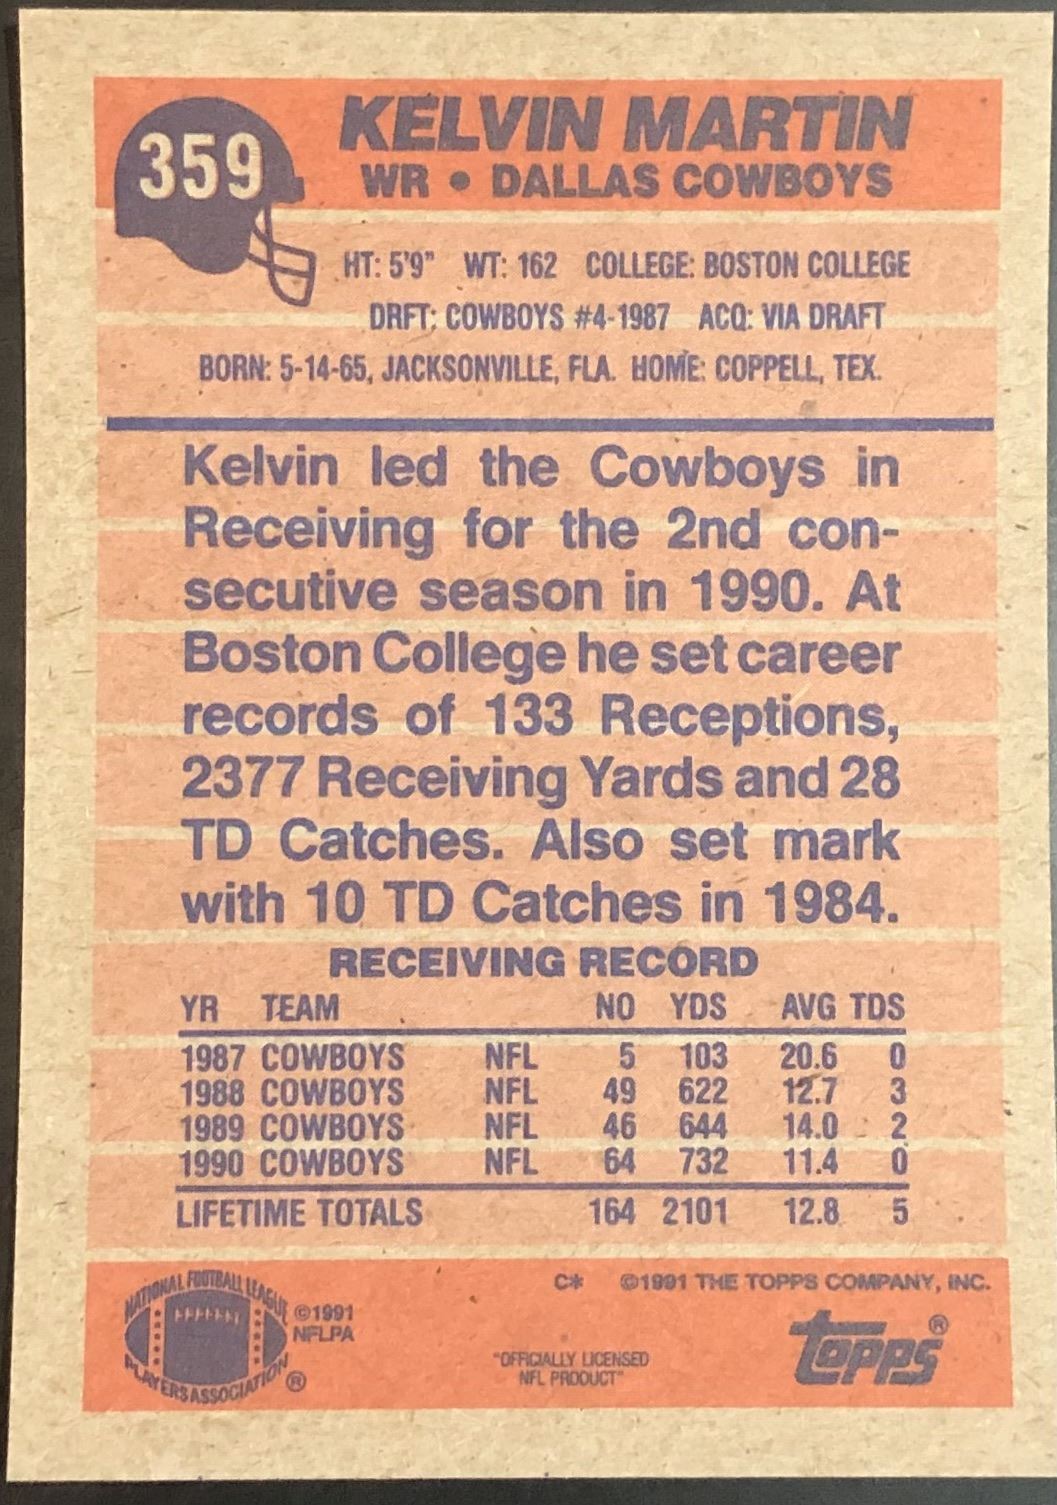 359
KELVIN MARTIN
WR • DALLAS COWBOYS
HT: 5'9" WT: 162 COLLEGE: BOSTON COLLEGE
DRFT: COWBOYS #4-1987 ACQ: VIA DRAFT
BORN: 5-14-65, JACKSONVILLE, FLA. HOME: COPPELL, TEX.
Kelvin led the Cowboys in
Receiving for the 2nd con-
secutive season in 1990. At
Boston College he set career
records of 133 Receptions,
2377 Receiving Yards and 28
TD Catches. Also set mark
with 10 TD Catches in 1984.
RECEIVING RECORD
YR TEAM NO YDS AVG TDS
1987 COWBOYS NFL 5 103 20.6 0
1988 COWBOYS NFL 49 622 12.7 3
1989 COWBOYS NFL 46 644 14.0 2
1990 COWBOYS NFL 64 732 11.4 0
LIFETIME TOTALS 164 2101 12.8 5
NATIONAL FOOTBALL LEAGUE
PLAYERS ASSOCIATION ®
©1991
NFLPA
C* ©1991 THE TOPPS COMPANY, INC.
"OFFICIALLY LICENSED
NFL PRODUCT"
topps ®